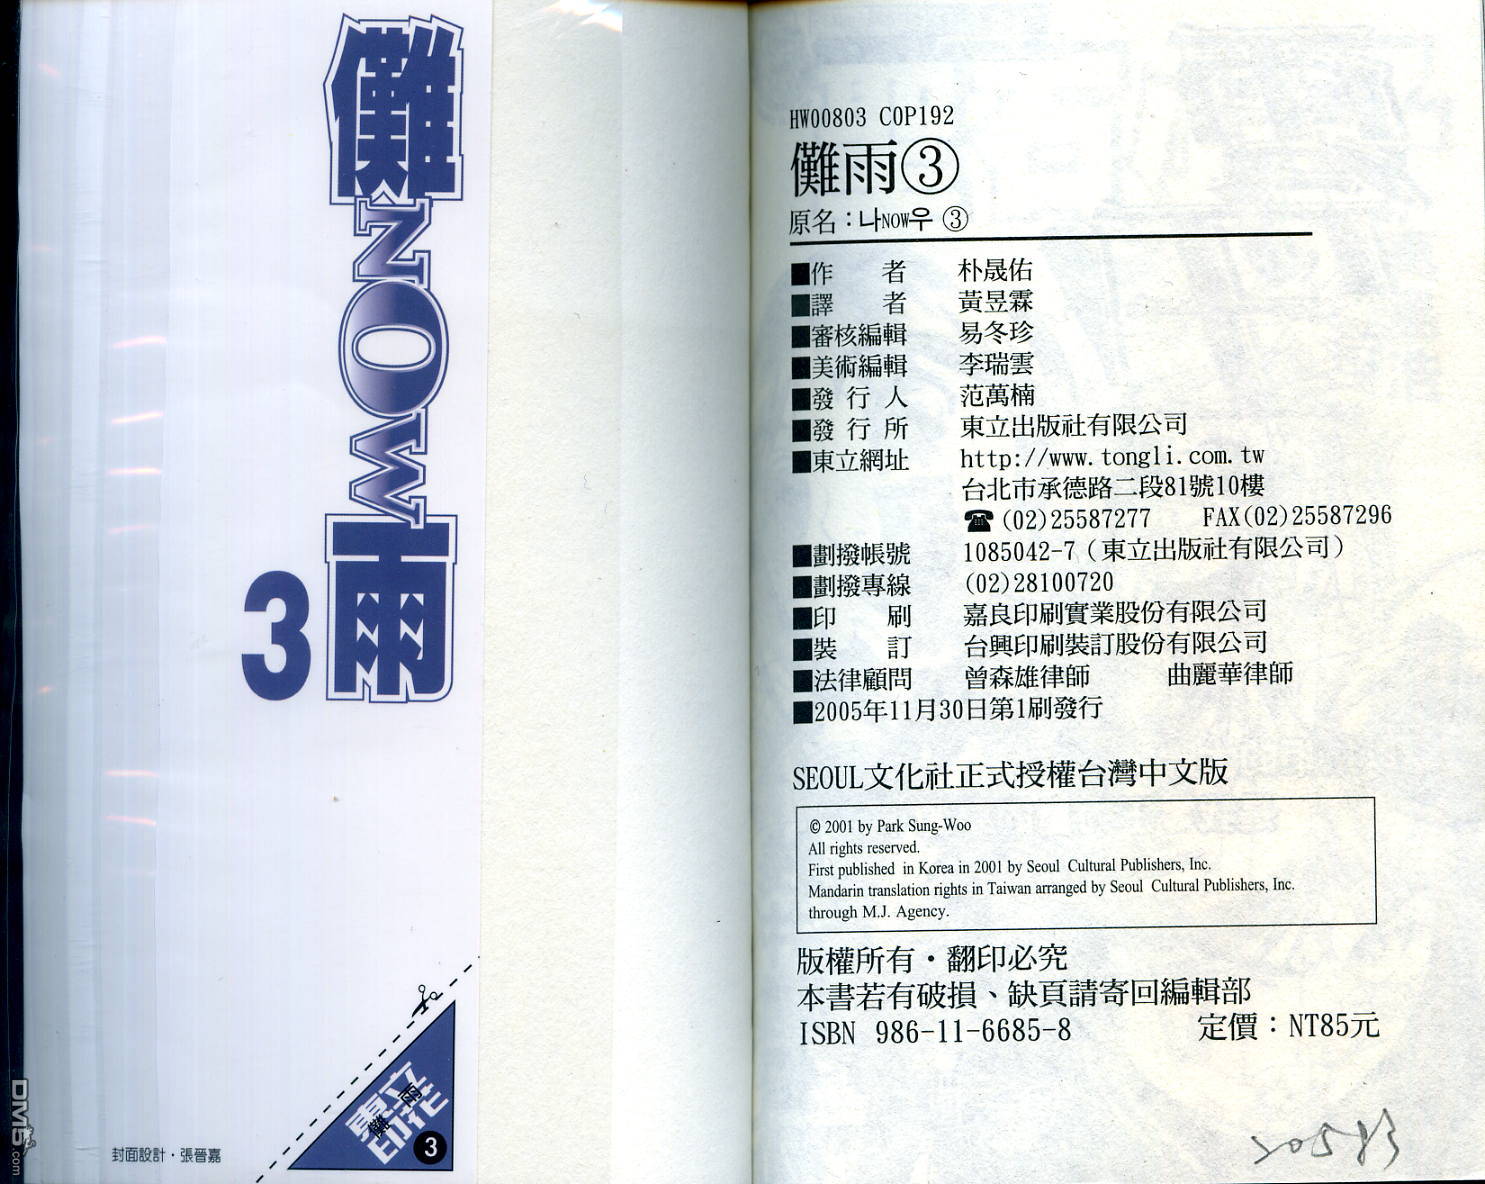 儺
NOW
雨
3
封面設計・張晉嘉
東立
印花
儺
雨
3
DM5.com
HW00803 COP192
儺雨③
原名：나NOW우 ③
■作　　者　朴晟佑
■譯　　者　黃昱霖
■審核編輯　易冬珍
■美術編輯　李瑞雲
■發 行 人　范萬楠
■發 行 所　東立出版社有限公司
■東立網址　http://www.tongli.com.tw
台北市承德路二段81號10樓
☎(02)25587277　FAX(02)25587296
■劃撥帳號　1085042-7（東立出版社有限公司）
■劃撥專線　(02)28100720
■印　　刷　嘉良印刷實業股份有限公司
■裝　　訂　台興印刷裝訂股份有限公司
■法律顧問　曾森雄律師　曲麗華律師
■2005年11月30日第1刷發行
SEOUL文化社正式授權台灣中文版
© 2001 by Park Sung-Woo
All rights reserved.
First published in Korea in 2001 by Seoul Cultural Publishers, Inc.
Mandarin translation rights in Taiwan arranged by Seoul Cultural Publishers, Inc.
through M.J. Agency.
版權所有・翻印必究
本書若有破損、缺頁請寄回編輯部
ISBN 986-11-6685-8　定價：NT85元